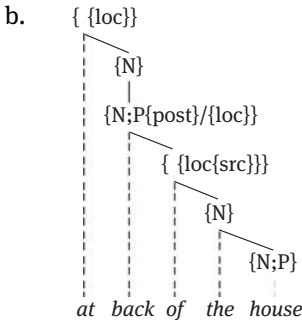 b. { {loc}}
{N}
{N;P{post}/{loc}}
{ {loc{src}}}
{N}
{N;P}
at back of the house